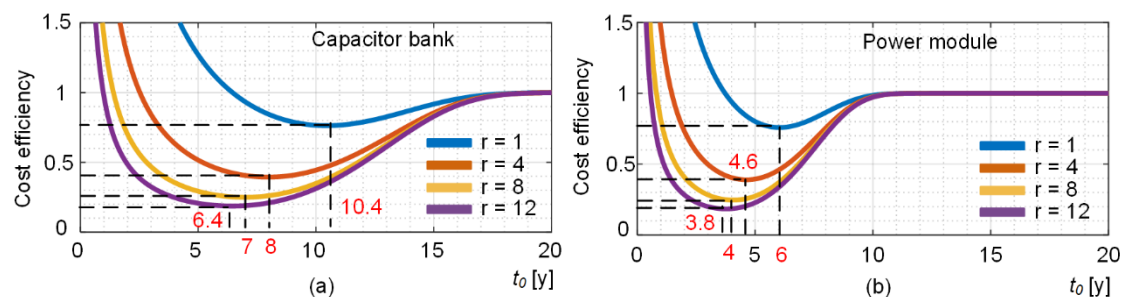 1.5
Capacitor bank
1
Cost efficiency
0.5
r = 1
r = 4
r = 8
r = 12
6.4
10.4
0
0
5
7
8
10
15
20
t₀ [y]
(a)
1.5
Power module
1
Cost efficiency
0.5
4.6
r = 1
r = 4
r = 8
r = 12
3.8
0
0
4
5
6
10
15
20
t₀ [y]
(b)